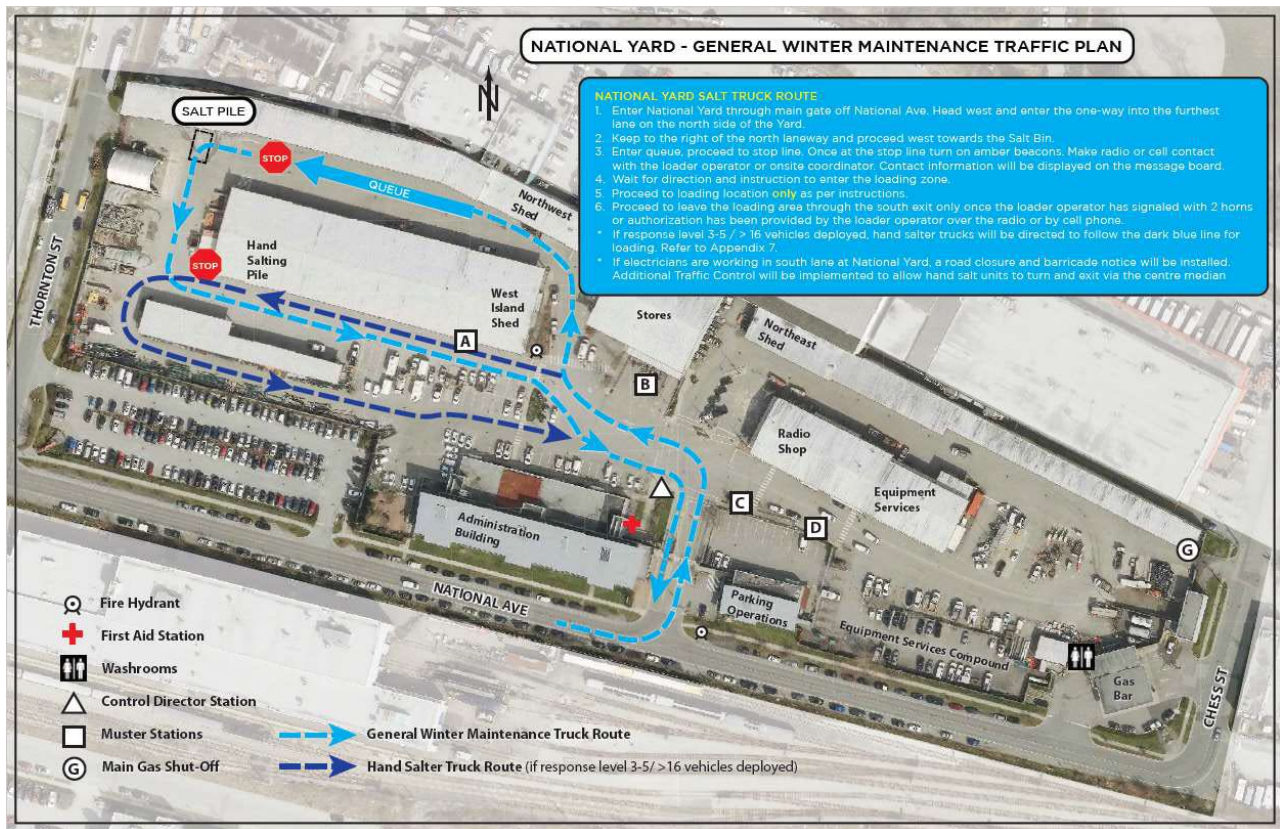 NATIONAL YARD - GENERAL WINTER MAINTENANCE TRAFFIC PLAN
NATIONAL YARD SALT TRUCK ROUTE
1. Enter National Yard through main gate off National Ave. Head west and enter the one-way into the furthest
lane on the north side of the Yard.
2. Keep to the right of the north laneway and proceed west towards the Salt Bin.
3. Enter queue, proceed to stop line. Once at the stop line turn on amber beacons. Make radio or cell contact
with the loader operator or onsite coordinator. Contact information will be displayed on the message board.
4. Wait for direction and instruction to enter the loading zone.
5. Proceed to loading location only as per instructions.
6. Proceed to leave the loading area through the south exit only once the loader operator has signaled with 2 horns
or authorization has been provided by the loader operator over the radio or by cell phone.
* If response level 3-5 / > 16 vehicles deployed, hand salter trucks will be directed to follow the dark blue line for
loading. Refer to Appendix 7.
* If electricians are working in south lane at National Yard, a road closure and barricade notice will be installed.
Additional Traffic Control will be implemented to allow hand salt units to turn and exit via the centre median
N
SALT PILE
STOP
QUEUE
Northwest
Shed
THORNTON ST
Hand
Salting
Pile
STOP
West
Island
Shed
Stores
Northeast
Shed
A
B
Radio
Shop
Equipment
Services
C
D
G
Administration
Building
NATIONAL AVE
Parking
Operations
Equipment Services Compound
Gas
Bar
CHESS ST
Fire Hydrant
First Aid Station
Washrooms
Control Director Station
Muster Stations
G Main Gas Shut-Off
General Winter Maintenance Truck Route
Hand Salter Truck Route (if response level 3-5/ >16 vehicles deployed)